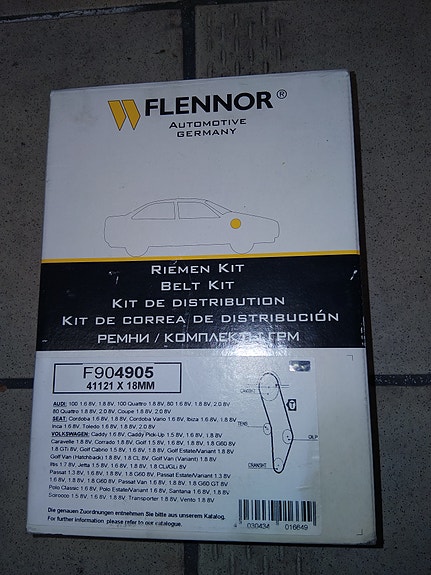 FLENNOR®
AUTOMOTIVE
GERMANY
RIEMEN KIT
BELT KIT
KIT DE DISTRIBUTION
KIT DE CORREA DE DISTRIBUCIÓN
РЕМНИ / КОМПЛЕКТЫ ГРМ
F904905
41121 X 18MM
AUDI: 100 1.6 8V, 1.8 8V, 100 Quattro 1.8 8V, 80 1.6 8V, 1.8 8V, 2.0 8V
80 Quattro 1.8 8V, 2.0 8V, Coupe 1.8 8V, 2.0 8V
SEAT: Cordoba 1.6 8V, 1.8 8V, Cordoba Vario 1.6 8V, Ibiza 1.6 8V, 1.8 8V
Inca 1.6 8V, Toledo 1.6 8V, 1.8 8V, 2.0 8V
VOLKSWAGEN: Caddy 1.6 8V, Caddy Pick-Up 1.5 8V, 1.6 8V, 1.8 8V
Caravelle 1.8 8V, Corrado 1.8 8V, Golf 1.5 8V, 1.6 8V, 1.8 8V, 1.8 G60 8V
1.8 GTi 8V, Golf Cabrio 1.5 8V, 1.6 8V, 1.8 8V, Golf Estate/Variant 1.8 8V
Golf Van (Hatchback) 1.8 8V, 1.8 CL 8V, Golf Van (Variant) 1.8 8V
1.7 8V, Jetta 1.5 8V, 1.6 8V, 1.8 8V, 1.8 CLi/GLi 8V
Passat 1.3 8V, 1.6 8V, 1.8 8V, 1.8 G60 8V, Passat Estate/Variant 1.3 8V
1.6 8V, 1.8 8V, 1.8 G60 8V, Passat Van 1.6 8V, 1.8 8V, 1.8 G60 GT 8V
Polo Classic 1.6 8V, Polo Estate/Variant 1.6 8V, Santana 1.6 8V, 1.8 8V
Scirocco 1.5 8V, 1.6 8V, 1.8 8V, Transporter 1.8 8V, Vento 1.8 8V
Die genauen Zuordnungen entnehmen Sie bitte aus unserem Katalog.
For further information please refer to our catalogue.
CAMSHFT
TENS
OIL P
CRANKSHFT
4 030434 016649